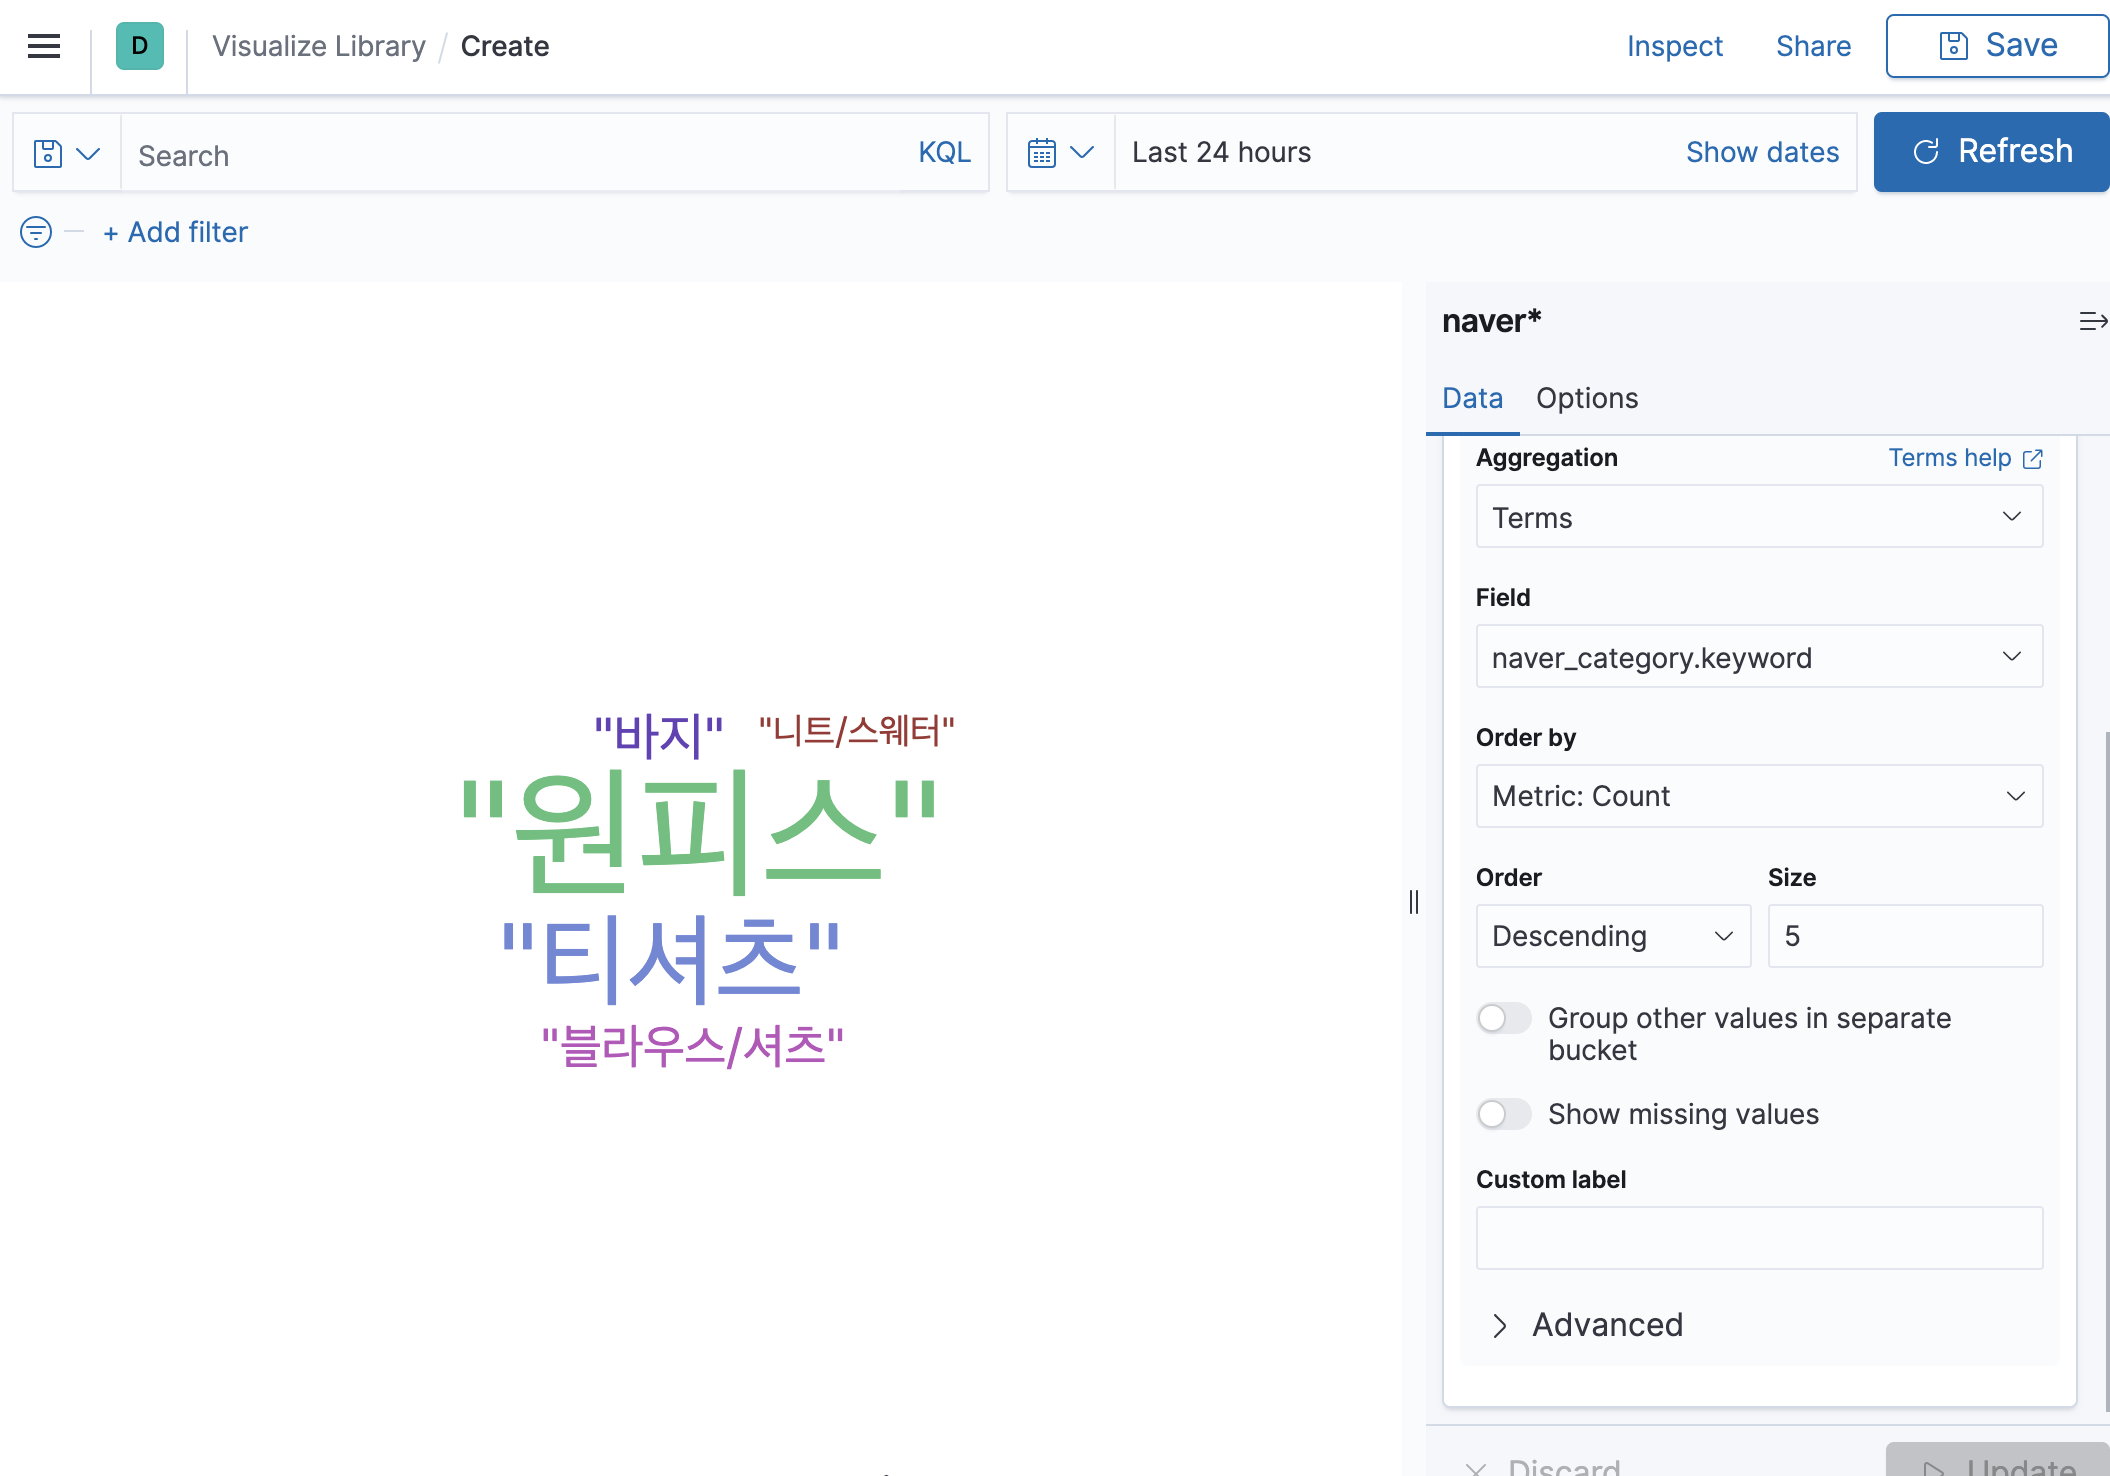 D
Visualize Library / Create
Inspect
Share
Save
Search
KQL
Last 24 hours
Show dates
Refresh
+ Add filter
"바지"
"니트/스웨터"
"원피스"
"티셔츠"
"블라우스/셔츠"
naver*
Data
Options
Aggregation
Terms help
Terms
Field
naver_category.keyword
Order by
Metric: Count
Order
Size
Descending
5
Group other values in separate
bucket
Show missing values
Custom label
Advanced
Discard
Update